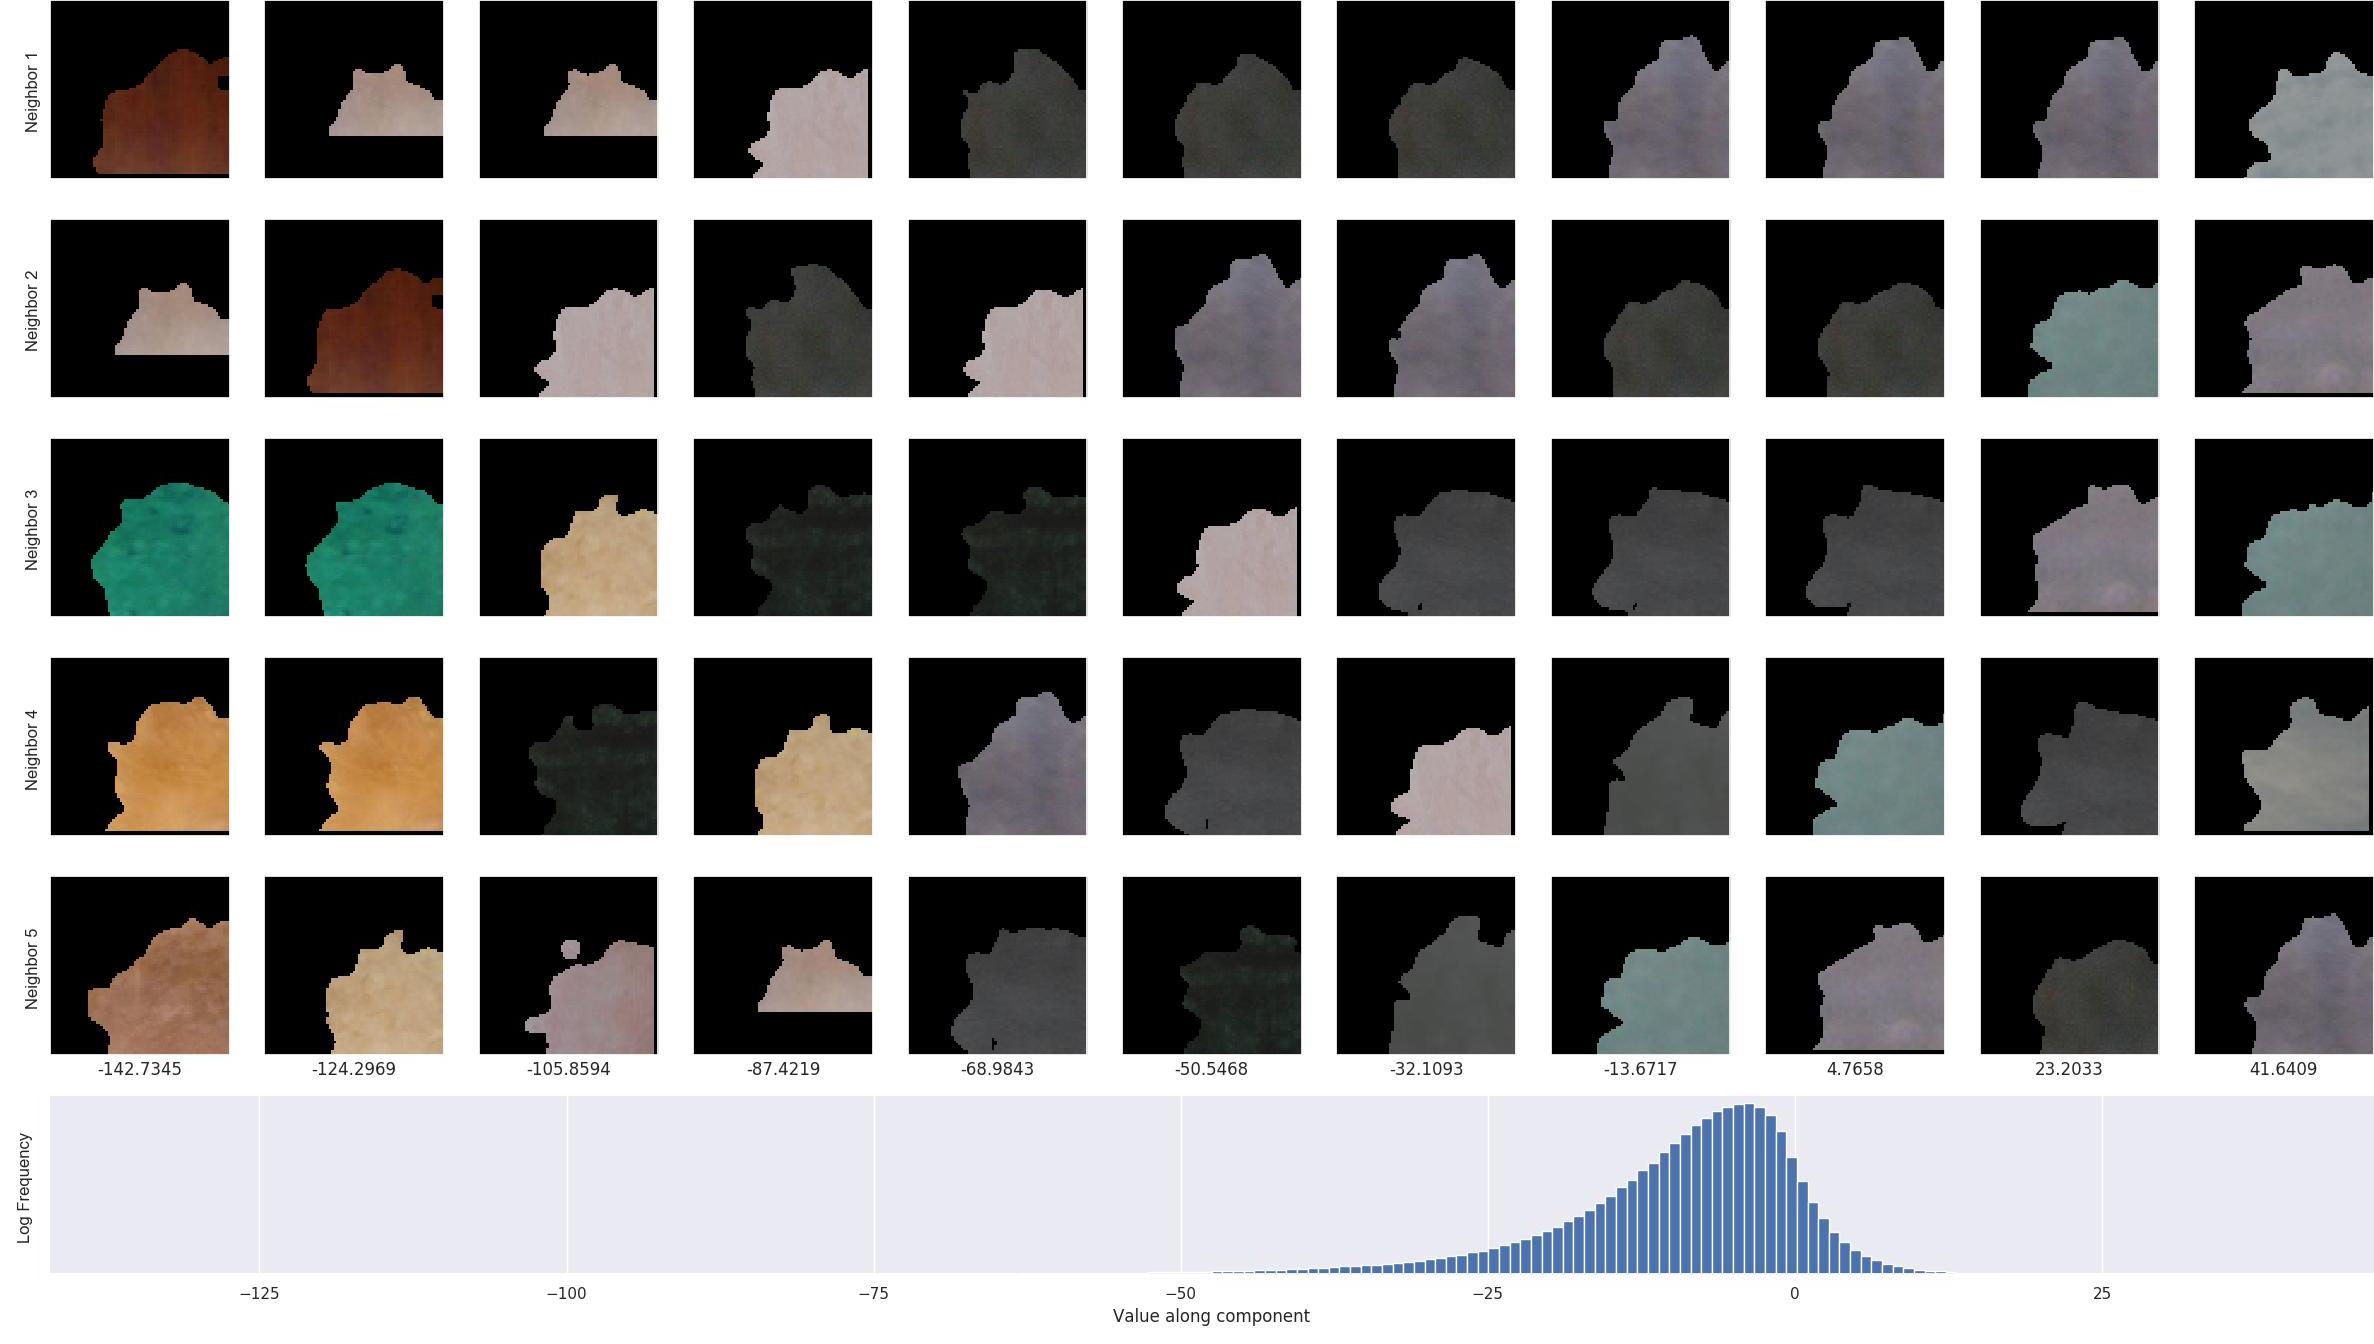 Neighbor 1
Neighbor 2
Neighbor 3
Neighbor 4
Neighbor 5
-142.7345 -124.2969 -105.8594 -87.4219 -68.9843 -50.5468 -32.1093 -13.6717 4.7658 23.2033 41.6409
Log Frequency
−125 −100 −75 −50 −25 0 25
Value along component